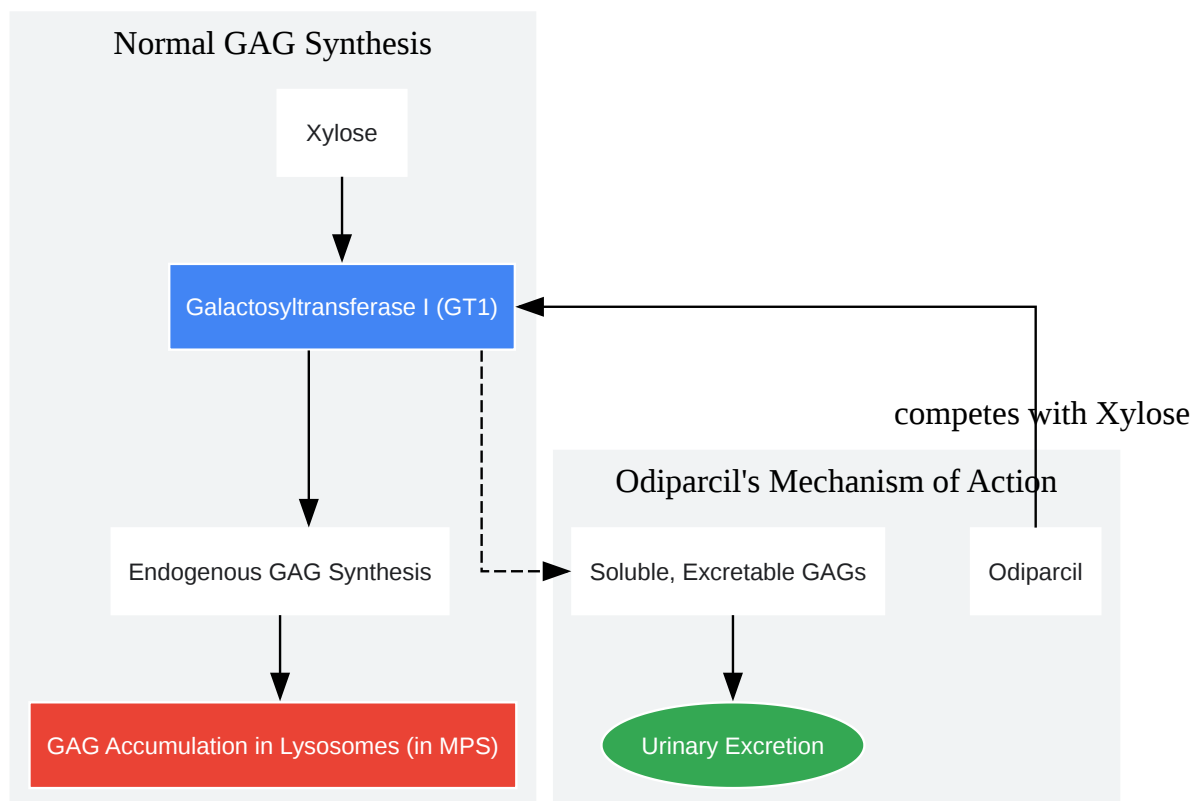 Normal GAG Synthesis
Xylose
Galactosyltransferase I (GT1)
competes with Xylose
Odiparcil's Mechanism of Action
Endogenous GAG Synthesis
Soluble, Excretable GAGs
Odiparcil
GAG Accumulation in Lysosomes (in MPS)
Urinary Excretion